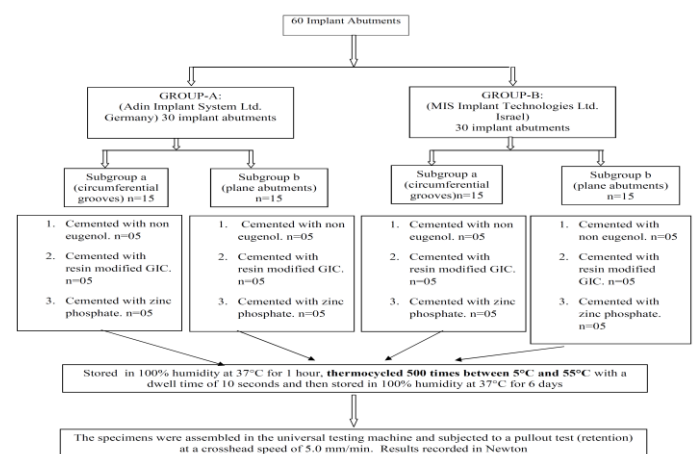 60 Implant Abutments
GROUP-A:
(Adin Implant System Ltd.
Germany) 30 implant abutments
GROUP-B:
(MIS Implant Technologies Ltd.
Israel)
30 implant abutments
Subgroup a
(circumferential
grooves) n=15
Subgroup b
(plane abutments)
n=15
Subgroup a
(circumferential
grooves)n=15
Subgroup b
(plane abutments)
n=15
1. Cemented with non
eugenol. n=05
2. Cemented with
resin modified GIC.
n=05
3. Cemented with zinc
phosphate. n=05
1. Cemented with non
eugenol. n=05
2. Cemented with
resin modified GIC.
n=05
3. Cemented with zinc
phosphate. n=05
1. Cemented with non
eugenol. n=05
2. Cemented with
resin modified GIC.
n=05
3. Cemented with zinc
phosphate. n=05
1. Cemented with
non eugenol. n=05
2. Cemented with
resin modified
GIC. n=05
3. Cemented with
zinc phosphate.
n=05
Stored in 100% humidity at 37°C for 1 hour, thermocycled 500 times between 5°C and 55°C with a
dwell time of 10 seconds and then stored in 100% humidity at 37°C for 6 days
The specimens were assembled in the universal testing machine and subjected to a pullout test (retention)
at a crosshead speed of 5.0 mm/min. Results recorded in Newton